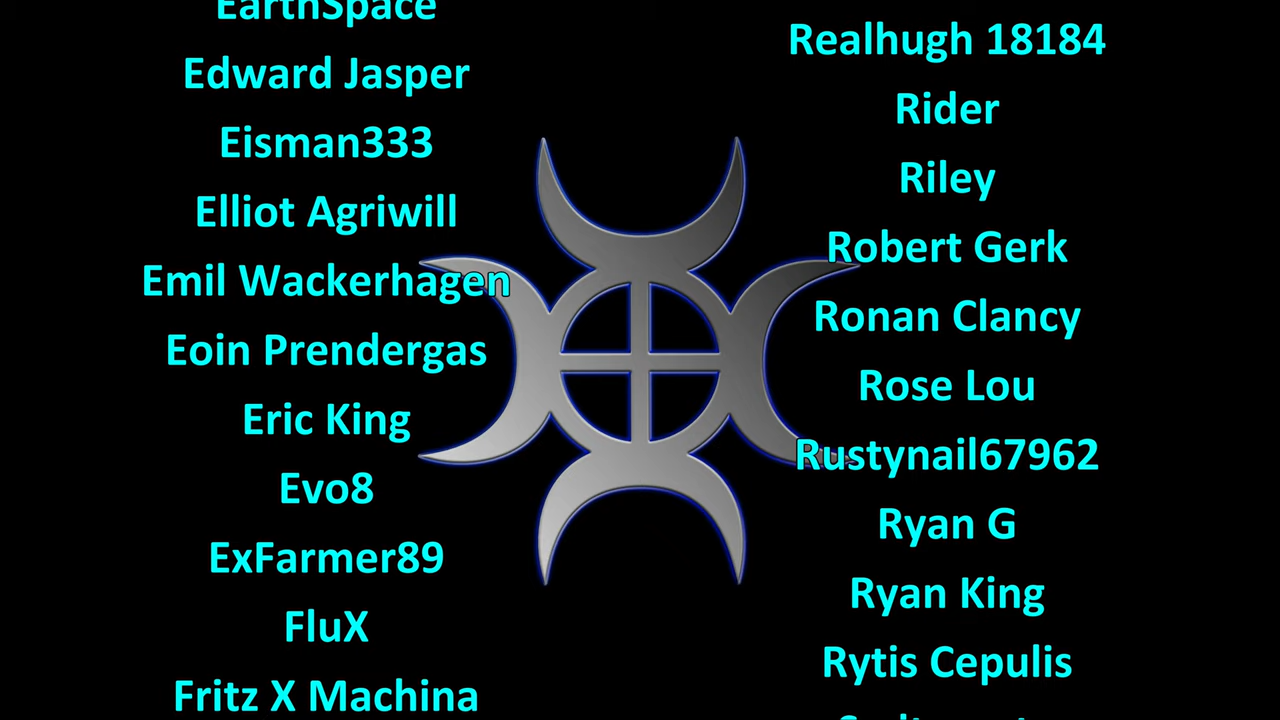 EarthSpace
Edward Jasper
Eisman333
Elliot Agriwill
Emil Wackerhagen
Eoin Prendergas
Eric King
Evo8
ExFarmer89
FluX
Fritz X Machina
Realhugh 18184
Rider
Riley
Robert Gerk
Ronan Clancy
Rose Lou
Rustynail67962
Ryan G
Ryan King
Rytis Cepulis